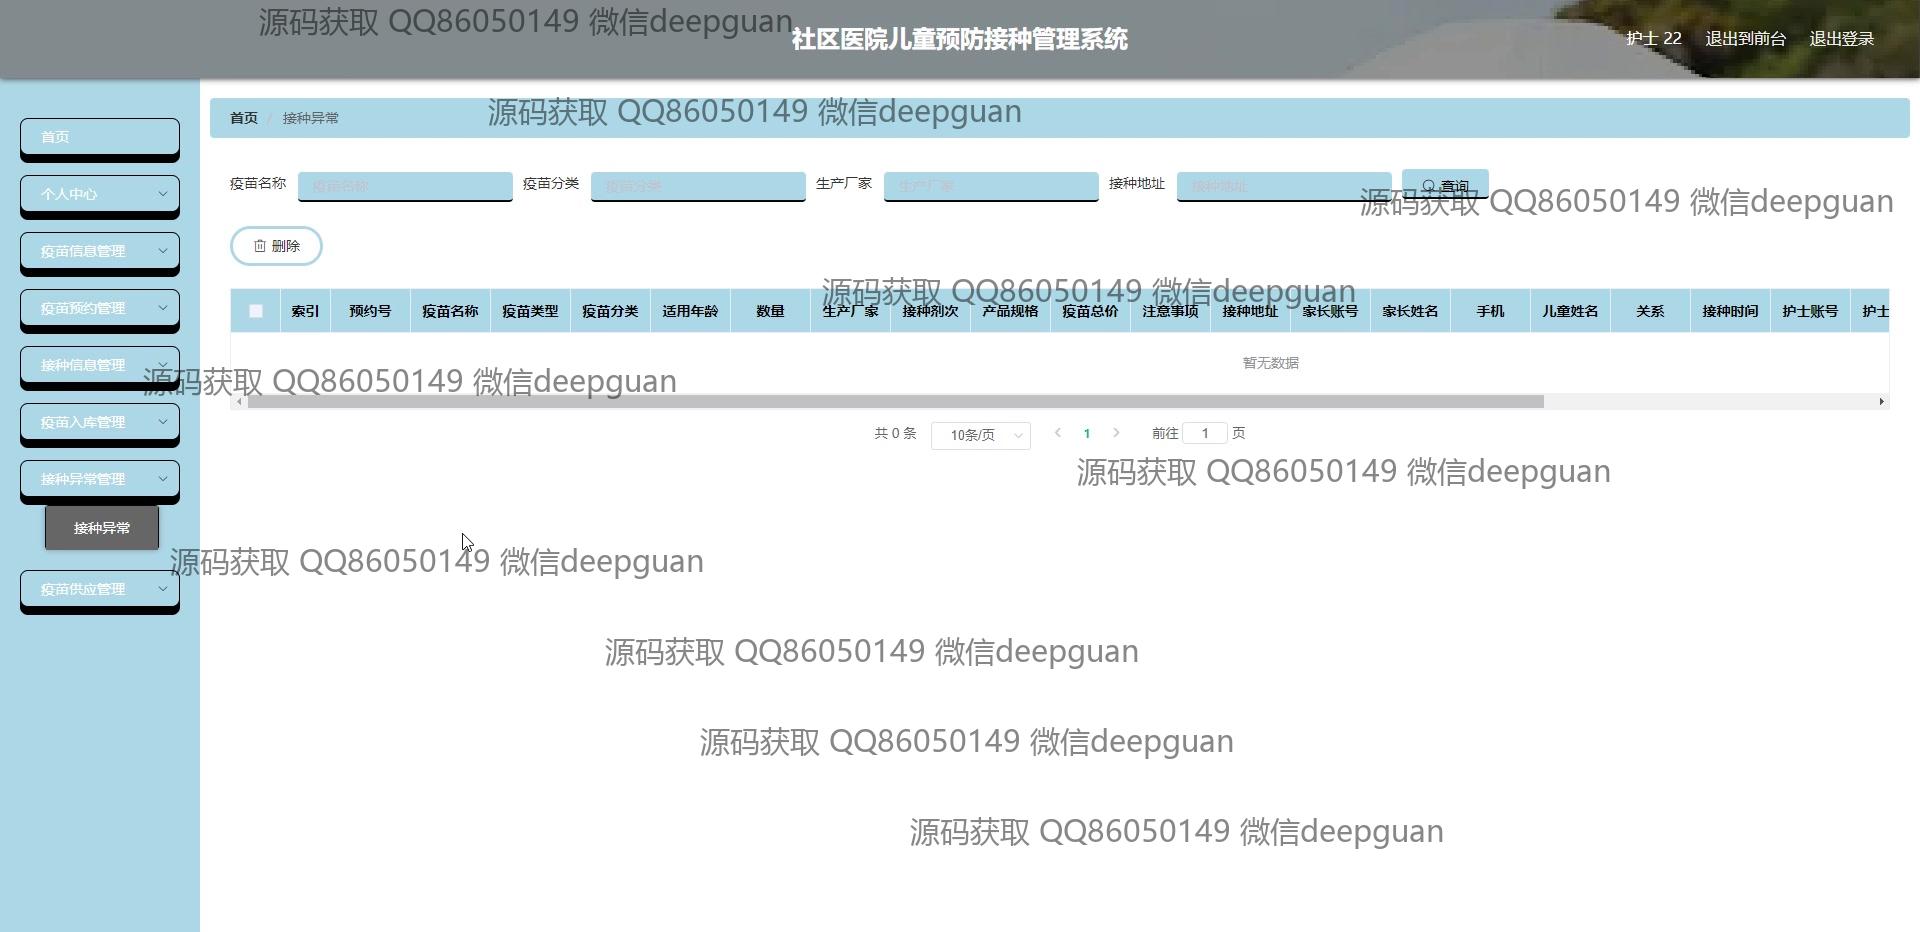 源码获取 QQ86050149 微信deepguan
社区医院儿童预防接种管理系统
护士 22 退出到前台 退出登录
首页 / 接种异常
源码获取 QQ86050149 微信deepguan
首页
个人中心
疫苗信息管理
疫苗预约管理
接种信息管理
疫苗入库管理
接种异常管理
接种异常
疫苗供应管理
疫苗名称 疫苗名称 疫苗分类 疫苗分类 生产厂家 生产厂家 接种地址 接种地址 查询
源码获取 QQ86050149 微信deepguan
删除
源码获取 QQ86050149 微信deepguan
索引 预约号 疫苗名称 疫苗类型 疫苗分类 适用年龄 数量 生产厂家 接种剂次 产品规格 疫苗总价 注意事项 接种地址 家长账号 家长姓名 手机 儿童姓名 关系 接种时间 护士账号 护士
暂无数据
源码获取 QQ86050149 微信deepguan
共 0 条 10条/页 1 前往 1 页
源码获取 QQ86050149 微信deepguan
源码获取 QQ86050149 微信deepguan
源码获取 QQ86050149 微信deepguan
源码获取 QQ86050149 微信deepguan
源码获取 QQ86050149 微信deepguan